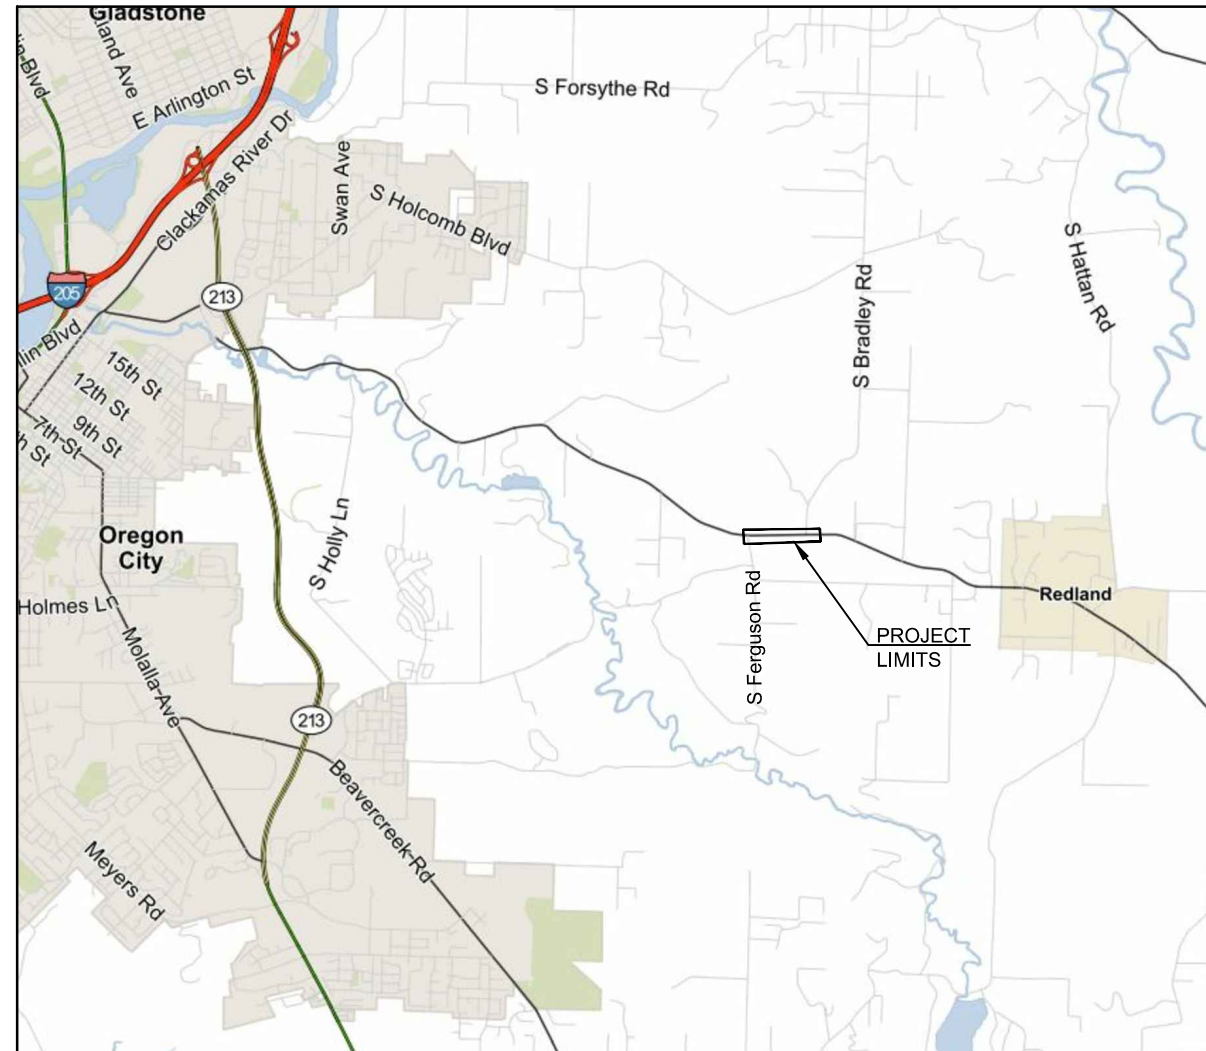 Gladstone
land Ave
lin Blvd
E Arlington St
Clackamas River Dr
S Forsythe Rd
Swan Ave
S Holcomb Blvd
S Hattan Rd
S Bradley Rd
205
213
lin Blvd
15th St
12th St
9th St
7th St
th St
Oregon
City
S Holly Ln
Holmes Ln
Molalla Ave
S Ferguson Rd
Redland
PROJECT
LIMITS
213
Beavercreek Rd
Meyers Rd